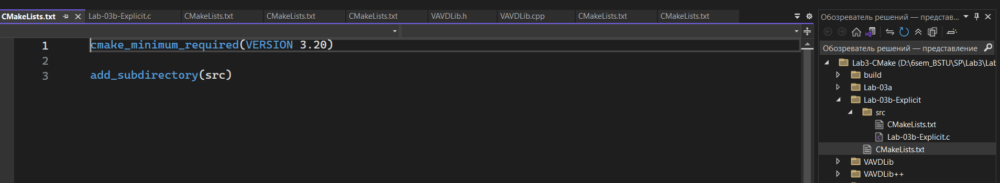 CMakeLists.txt Lab-03b-Explicit.c CMakeLists.txt CMakeLists.txt CMakeLists.txt VAVDLib.h VAVDLib.cpp CMakeLists.txt CMakeLists.txt
1 cmake_minimum_required(VERSION 3.20)
2
3 add_subdirectory(src)
Обозреватель решений — представ...
Обозреватель решений — представление
Lab3-CMake (D:\6sem_BSTU\SP\Lab3\Lab
build
Lab-03a
Lab-03b-Explicit
src
CMakeLists.txt
Lab-03b-Explicit.c
CMakeLists.txt
VAVDLib
VAVDLib++